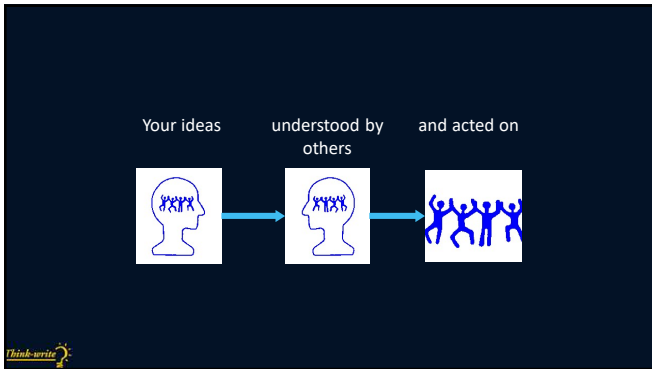 Your ideas
understood by
others
and acted on
Think-write